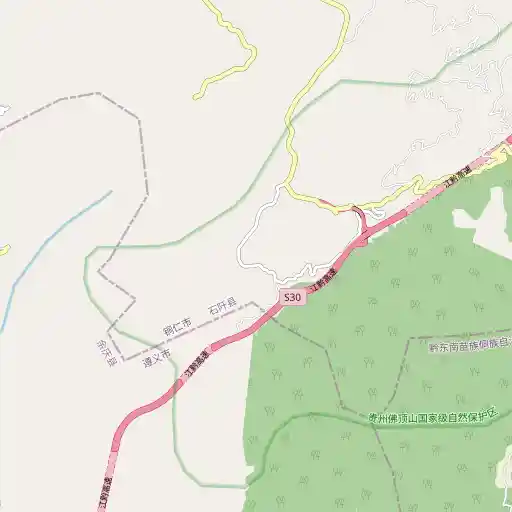 江黔高速
江黔高速
S30
石阡县
铜仁市
余庆县
遵义市
黔东南苗族侗族自
江黔高速
贵州佛顶山国家级自然保护区
江黔高速